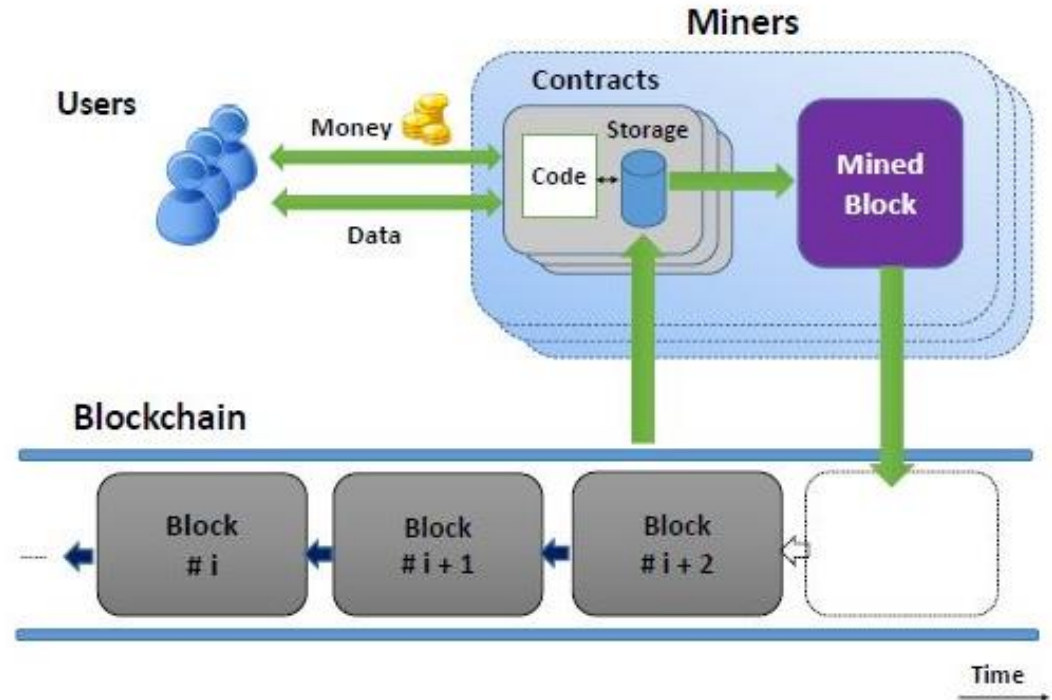 Miners
Users
Contracts
Money
Storage
Code
Mined
Block
Data
Blockchain
Block
# i
Block
# i + 1
Block
# i + 2
Time